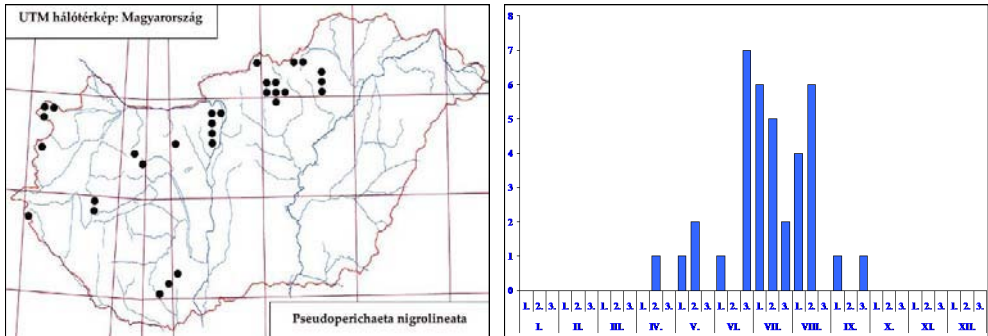 UTM hálótérkép: Magyarország
Pseudoperichaeta nigrolineata
8
7
6
5
4
3
2
1
0
1. 2. 3. 1. 2. 3. 1. 2. 3. 1. 2. 3. 1. 2. 3. 1. 2. 3. 1. 2. 3. 1. 2. 3. 1. 2. 3. 1. 2. 3. 1. 2. 3. 1. 2. 3.
I. II. III. IV. V. VI. VII. VIII. IX. X. XI. XII.